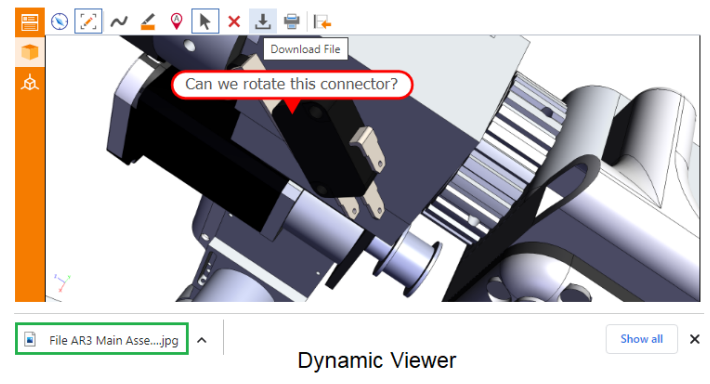 Download File
Can we rotate this connector?
File AR3 Main Asse....jpg
Show all
Dynamic Viewer